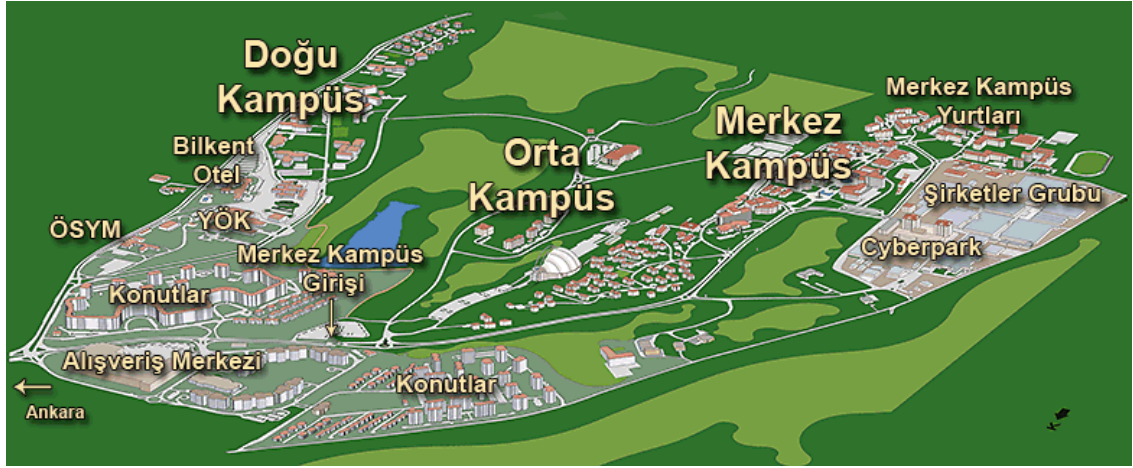 Doğu
Kampüs
Bilkent
Otel
YÖK
ÖSYM
Merkez Kampüs
Girişi
Konutlar
Alışveriş Merkezi
Ankara
Konutlar
Orta
Kampüs
Merkez
Kampüs
Merkez Kampüs
Yurtları
Şirketler Grubu
Cyberpark
K